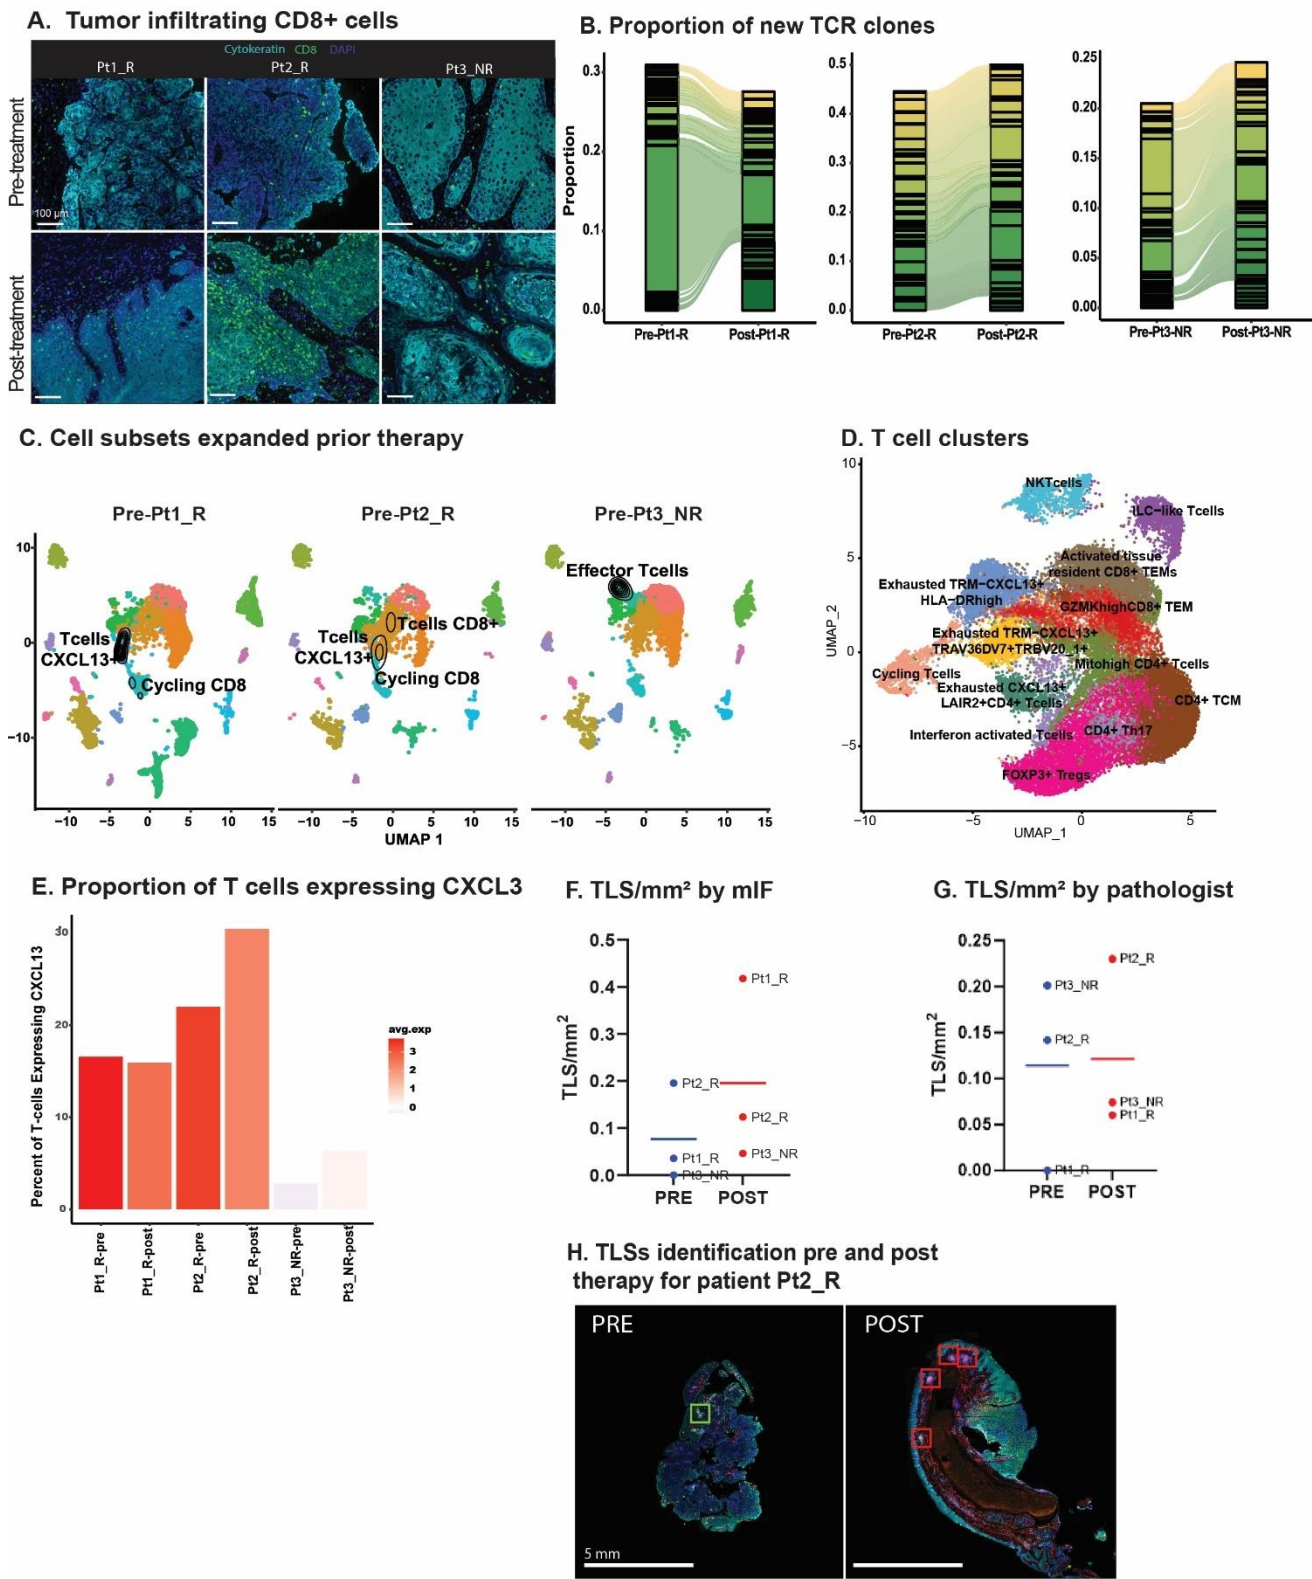 A. Tumor infiltrating CD8+ cells
Cytokeratin CD8 DAPI
Pt1_R Pt2_R Pt3_NR
Pre-treatment
100 µm
Post-treatment
B. Proportion of new TCR clones
Proportion
0.3
0.2
0.1
0.0
Pre-Pt1-R Post-Pt1-R
0.5
0.4
0.3
0.2
0.1
0.0
Pre-Pt2-R Post-Pt2-R
0.25
0.20
0.15
0.10
0.05
0.00
Pre-Pt3-NR Post-Pt3-NR
C. Cell subsets expanded prior therapy
Pre-Pt1_R Pre-Pt2_R Pre-Pt3_NR
10
0
−10
Tcells
CXCL13+
Cycling CD8
Tcells CD8+
Tcells
CXCL13+
Cycling CD8
Effector Tcells
−10 −5 0 5 10 15
−10 −5 0 5 10 15
−10 −5 0 5 10 15
UMAP 1
D. T cell clusters
10
5
0
−5
UMAP_2
NKTcells
ILC−like Tcells
Activated tissue
resident CD8+ TEMs
Exhausted TRM−CXCL13+
HLA−DRhigh
GZMKhighCD8+ TEM
Exhausted TRM−CXCL13+
TRAV36DV7+TRBV20_1+
Mitohigh CD4+ Tcells
Cycling Tcells
Exhausted CXCL13+
LAIR2+CD4+ Tcells
CD4+ TCM
Interferon activated Tcells
CD4+ Th17
FOXP3+ Tregs
−10 −5 0 5
UMAP_1
E. Proportion of T cells expressing CXCL3
Percent of T-cells Expressing CXCL13
30
20
10
0
avg.exp
3
2
1
0
Pt1_R-pre
Pt1_R-post
Pt2_R-pre
Pt2_R-post
Pt3_NR-pre
Pt3_NR-post
F. TLS/mm² by mIF
TLS/mm²
0.5
0.4
0.3
0.2
0.1
0.0
Pt1_R
Pt2_R
Pt2_R
Pt1_R
Pt3_NR
Pt3_NR
PRE POST
G. TLS/mm² by pathologist
TLS/mm²
0.25
0.20
0.15
0.10
0.05
0.00
Pt2_R
Pt3_NR
Pt2_R
Pt3_NR
Pt1_R
Pt1_R
PRE POST
H. TLSs identification pre and post
therapy for patient Pt2_R
PRE
POST
5 mm